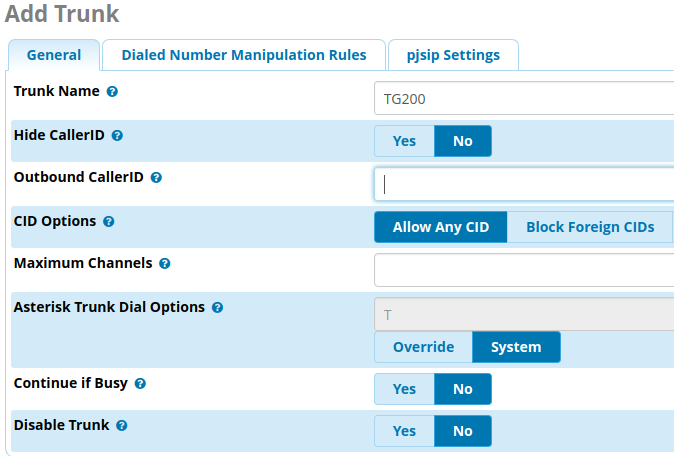 Add Trunk
General Dialed Number Manipulation Rules pjsip Settings
Trunk Name
TG200
Hide CallerID
Yes No
Outbound CallerID
CID Options
Allow Any CID Block Foreign CIDs
Maximum Channels
Asterisk Trunk Dial Options
T
Override System
Continue if Busy
Yes No
Disable Trunk
Yes No